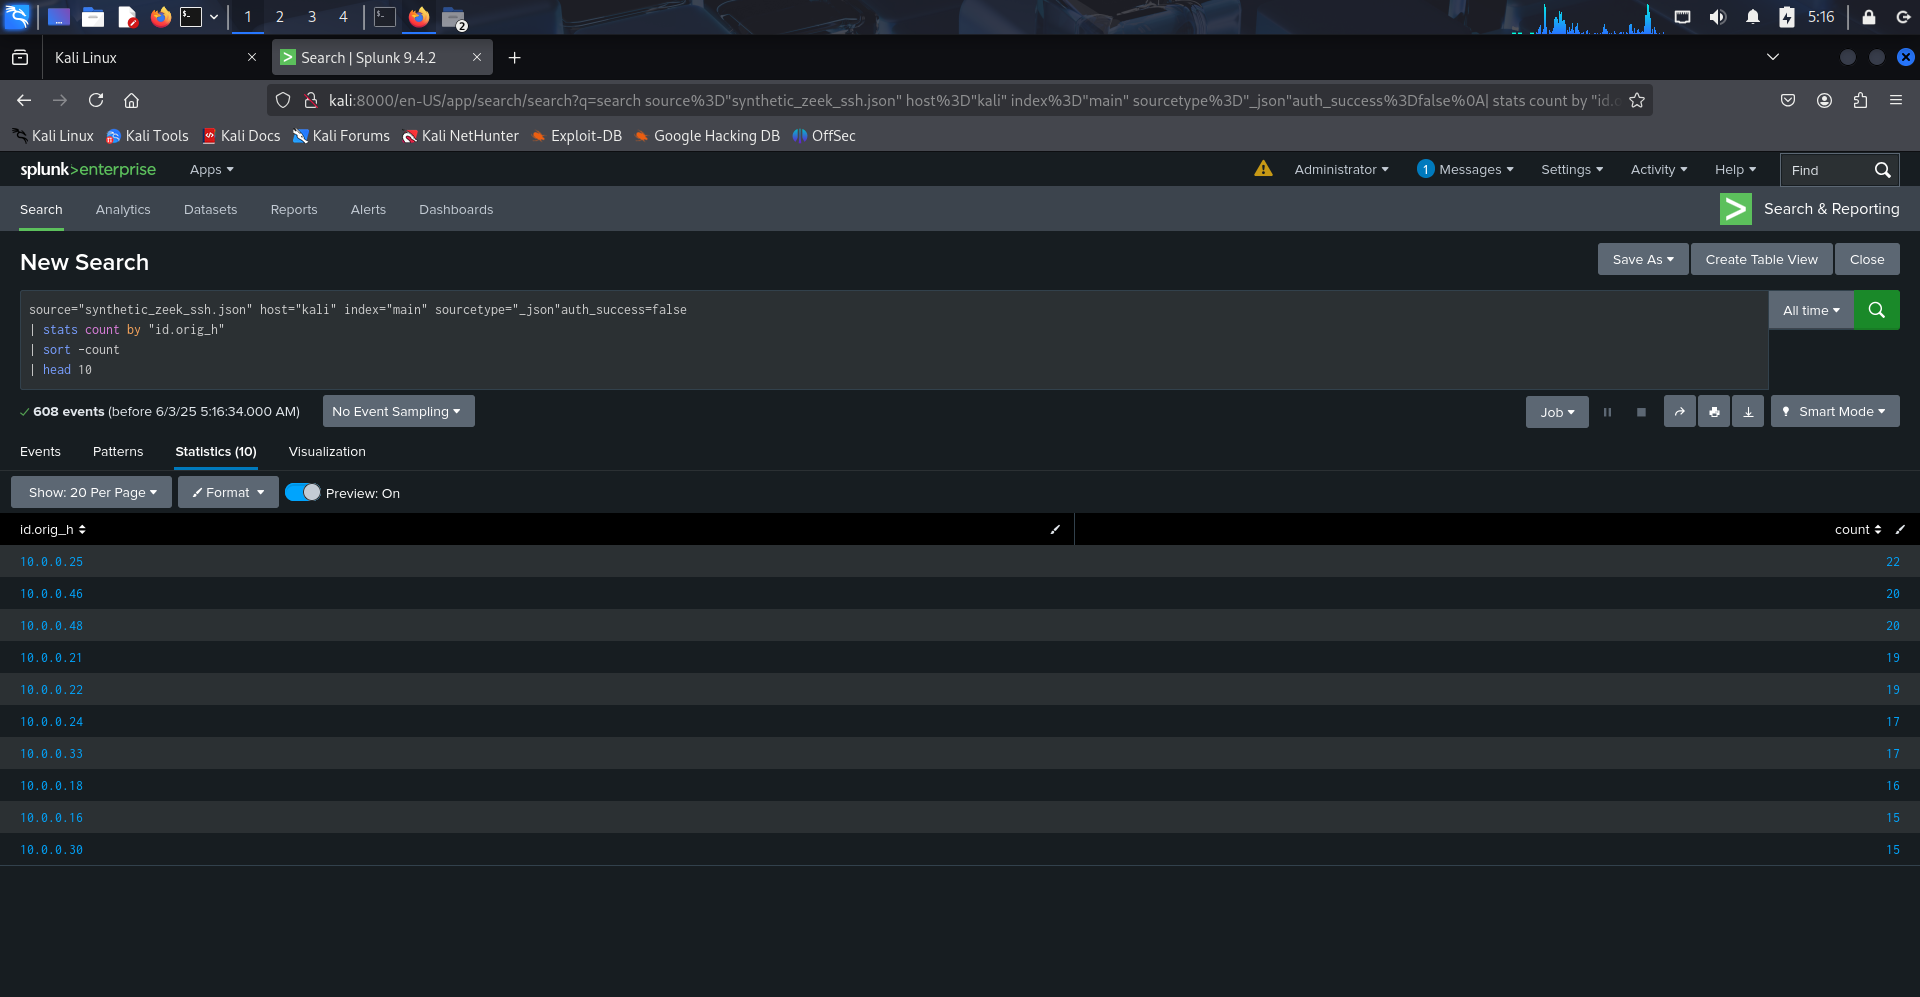 1 2 3 4
2
5:16
Kali Linux
Search | Splunk 9.4.2
kali:8000/en-US/app/search/search?q=search source%3D"synthetic_zeek_ssh.json" host%3D"kali" index%3D"main" sourcetype%3D"_json"auth_success%3Dfalse%0A| stats count by "id.o
Kali Linux Kali Tools Kali Docs Kali Forums Kali NetHunter Exploit-DB Google Hacking DB OffSec
splunk>enterprise Apps
Administrator 1 Messages Settings Activity Help Find
Search Analytics Datasets Reports Alerts Dashboards
Search & Reporting
New Search
Save As Create Table View Close
source="synthetic_zeek_ssh.json" host="kali" index="main" sourcetype="_json"auth_success=false
| stats count by "id.orig_h"
| sort -count
| head 10
All time
608 events (before 6/3/25 5:16:34.000 AM) No Event Sampling
Job Smart Mode
Events Patterns Statistics (10) Visualization
Show: 20 Per Page Format Preview: On
id.orig_h count
10.0.0.25 22
10.0.0.46 20
10.0.0.48 20
10.0.0.21 19
10.0.0.22 19
10.0.0.24 17
10.0.0.33 17
10.0.0.18 16
10.0.0.16 15
10.0.0.30 15